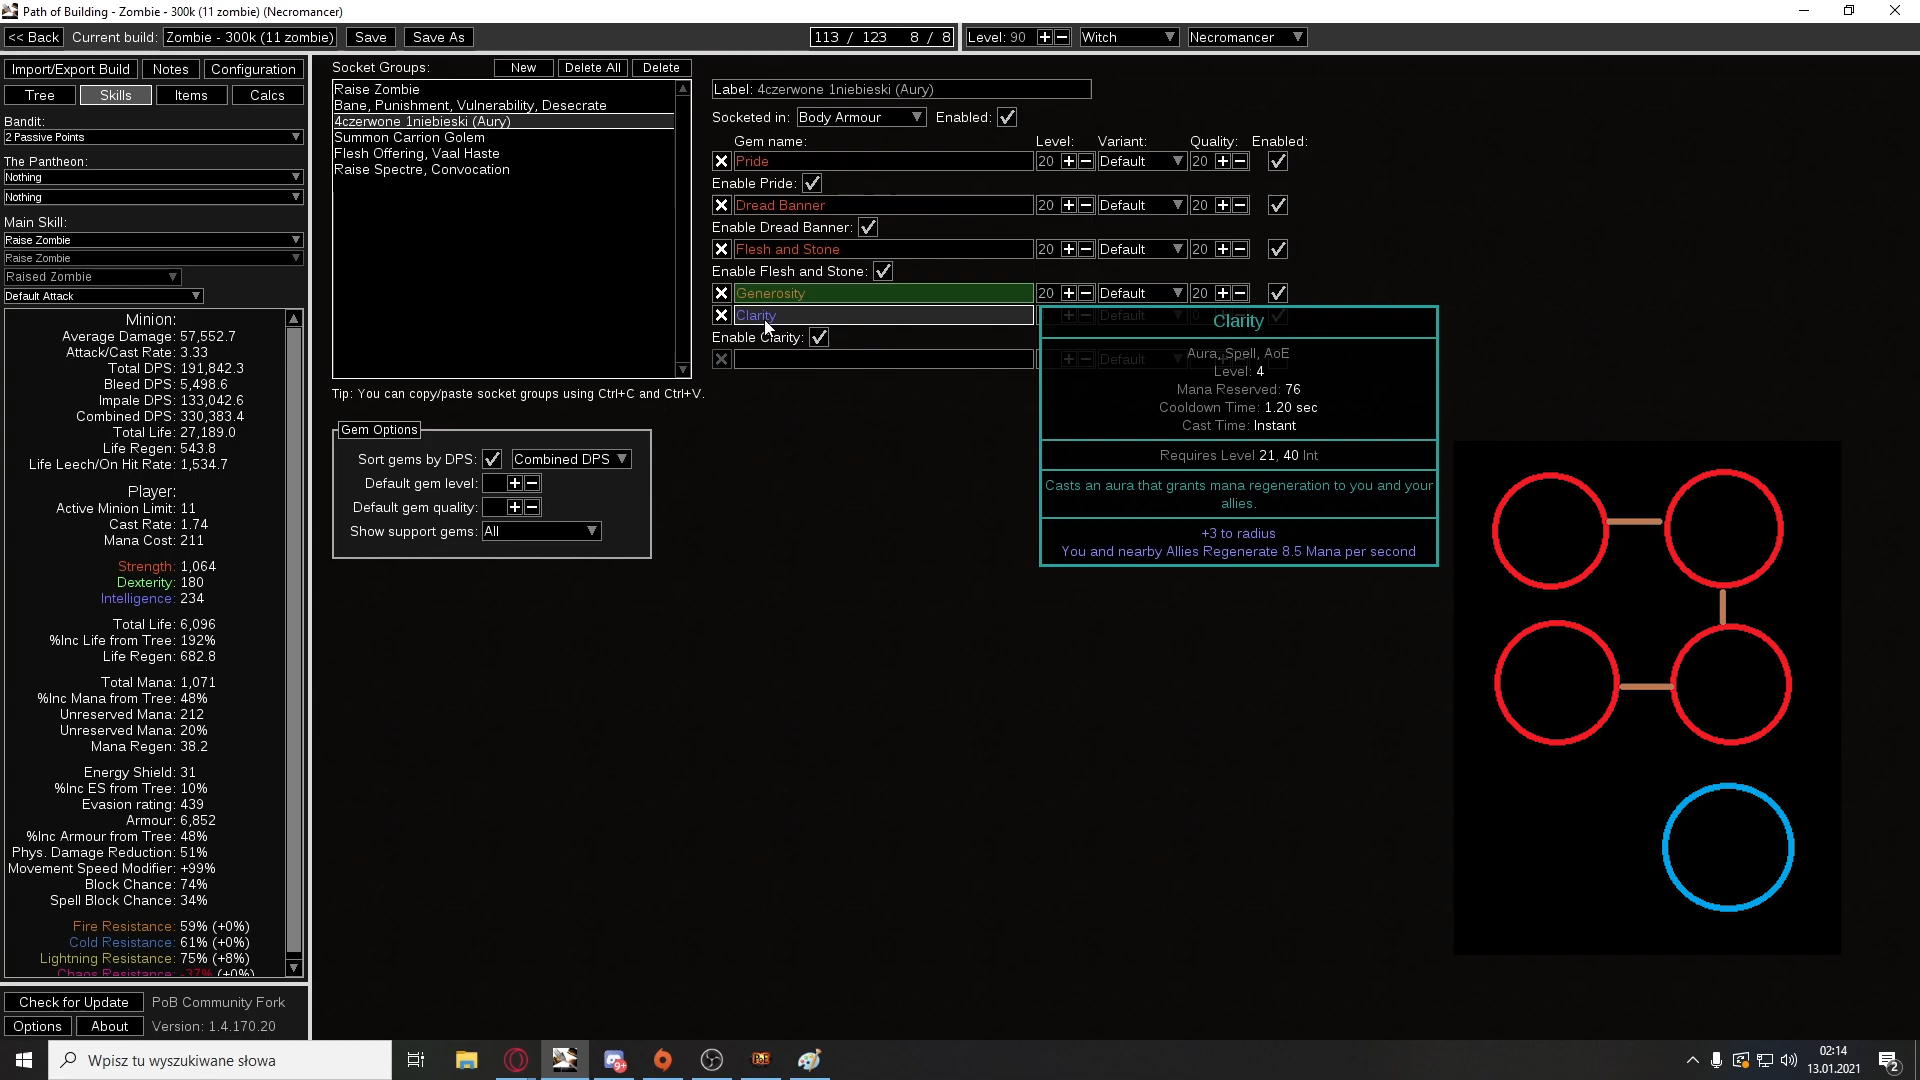 Path of Building - Zombie - 300k (11 zombie) (Necromancer)
<< Back Current build: Zombie - 300k (11 zombie) Save Save As 113 / 123 8 / 8 Level: 90 Witch Necromancer
Import/Export Build Notes Configuration
Tree Skills Items Calcs
Bandit:
2 Passive Points
The Pantheon:
Nothing
Nothing
Main Skill:
Raise Zombie
Raise Zombie
Raised Zombie
Default Attack
Minion:
Average Damage: 57,552.7
Attack/Cast Rate: 3.33
Total DPS: 191,842.3
Bleed DPS: 5,498.6
Impale DPS: 133,042.6
Combined DPS: 330,383.4
Total Life: 27,189.0
Life Regen: 543.8
Life Leech/On Hit Rate: 1,534.7
Player:
Active Minion Limit: 11
Cast Rate: 1.74
Mana Cost: 211
Strength: 1,064
Dexterity: 180
Intelligence: 234
Total Life: 6,096
%Inc Life from Tree: 192%
Life Regen: 682.8
Total Mana: 1,071
%Inc Mana from Tree: 48%
Unreserved Mana: 212
Unreserved Mana: 20%
Mana Regen: 38.2
Energy Shield: 31
%Inc ES from Tree: 10%
Evasion rating: 439
Armour: 6,852
%Inc Armour from Tree: 48%
Phys. Damage Reduction: 51%
Movement Speed Modifier: +99%
Block Chance: 74%
Spell Block Chance: 34%
Fire Resistance: 59% (+0%)
Cold Resistance: 61% (+0%)
Lightning Resistance: 75% (+8%)
Chaos Resistance: -37% (+0%)
Check for Update PoB Community Fork
Options About Version: 1.4.170.20
Socket Groups: New Delete All Delete
Raise Zombie
Bane, Punishment, Vulnerability, Desecrate
4czerwone 1niebieski (Aury)
Summon Carrion Golem
Flesh Offering, Vaal Haste
Raise Spectre, Convocation
Tip: You can copy/paste socket groups using Ctrl+C and Ctrl+V.
Gem Options
Sort gems by DPS: Combined DPS
Default gem level:
Default gem quality:
Show support gems: All
Label: 4czerwone 1niebieski (Aury)
Socketed in: Body Armour Enabled:
Gem name: Level: Variant: Quality: Enabled:
Pride 20 Default 20
Enable Pride:
Dread Banner 20 Default 20
Enable Dread Banner:
Flesh and Stone 20 Default 20
Enable Flesh and Stone:
Generosity 20 Default 20
Clarity Default
Enable Clarity:
Default
Clarity
Aura, Spell, AoE
Level: 4
Mana Reserved: 76
Cooldown Time: 1.20 sec
Cast Time: Instant
Requires Level 21, 40 Int
Casts an aura that grants mana regeneration to you and your
allies.
+3 to radius
You and nearby Allies Regenerate 8.5 Mana per second
Wpisz tu wyszukiwane słowa
9+
PoE
02:14
13.01.2021
2